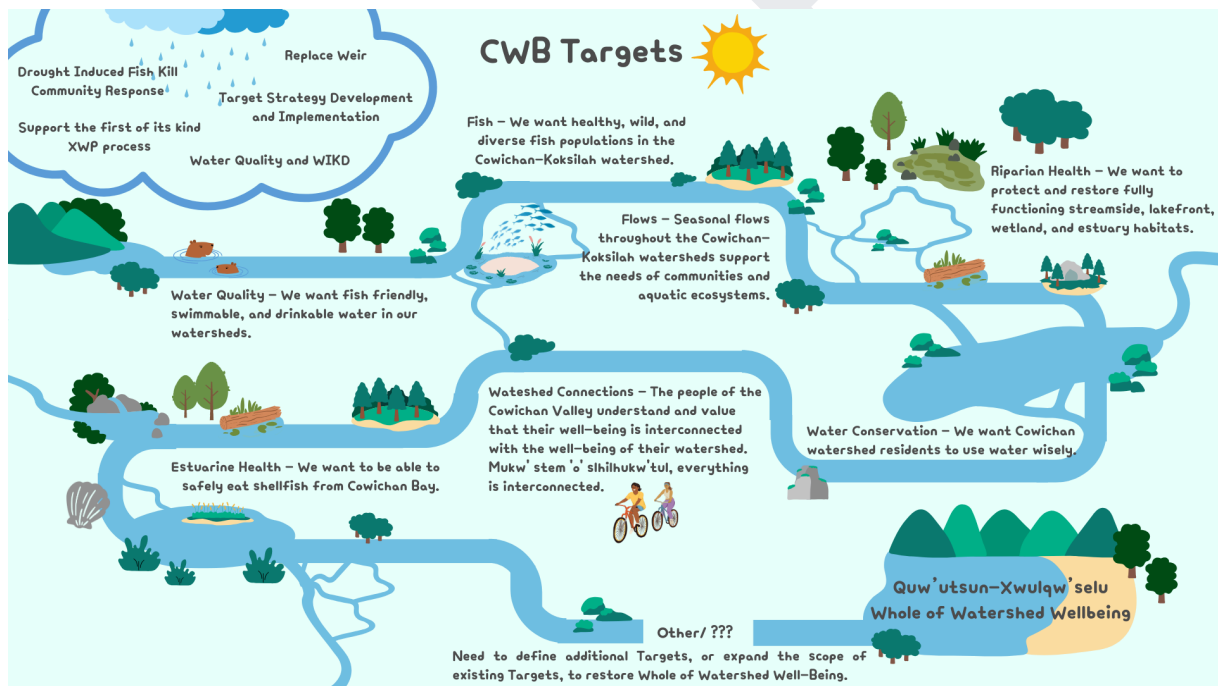 CWB Targets
Replace Weir
Drought Induced Fish Kill
Community Response
Target Strategy Development
and Implementation
Support the first of its kind
XWP process
Water Quality and WIKD
Fish – We want healthy, wild, and
diverse fish populations in the
Cowichan-Koksilah watershed.
Riparian Health – We want to
protect and restore fully
functioning streamside, lakefront,
wetland, and estuary habitats.
Flows – Seasonal flows
throughout the Cowichan-
Koksilah watersheds support
the needs of communities and
aquatic ecosystems.
Water Quality – We want fish friendly,
swimmable, and drinkable water in our
watersheds.
Wateshed Connections – The people of the
Cowichan Valley understand and value
that their well-being is interconnected
with the well-being of their watershed.
Mukw' stem 'o' slhilhukw'tul, everything
is interconnected.
Water Conservation – We want Cowichan
watershed residents to use water wisely.
Estuarine Health – We want to be able to
safely eat shellfish from Cowichan Bay.
Quw'utsun-Xwulqw'selu
Whole of Watershed Wellbeing
Other/ ???
Need to define additional Targets, or expand the scope of
existing Targets, to restore Whole of Watershed Well-Being.